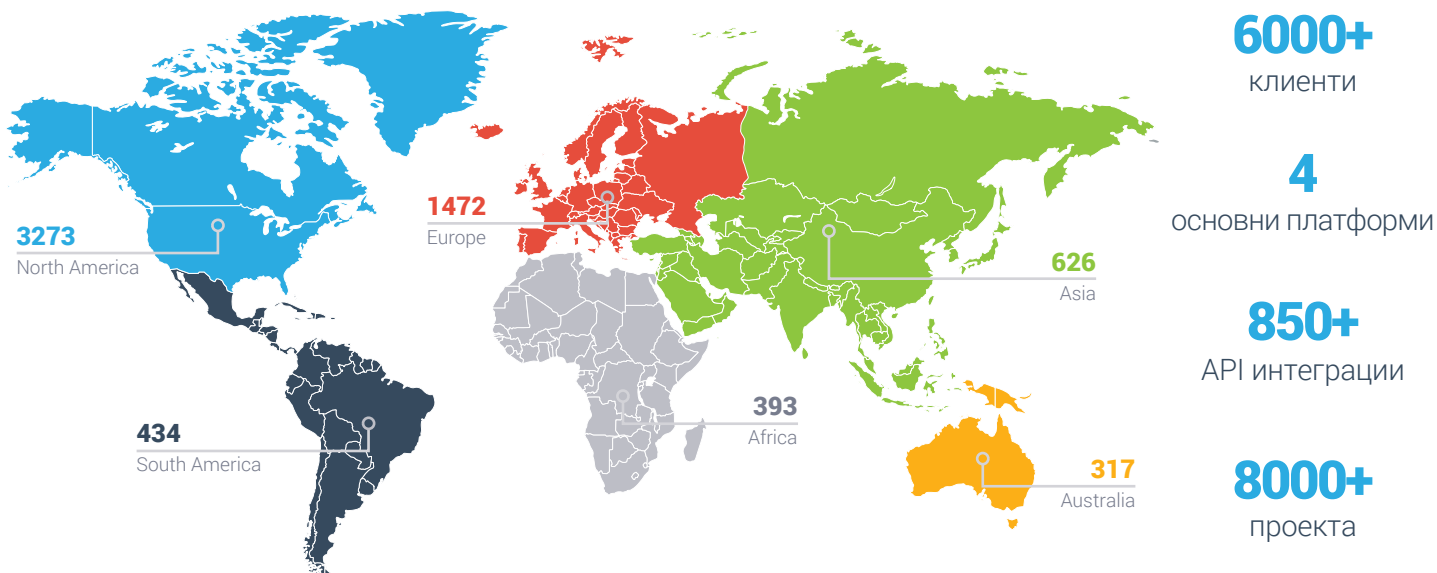 3273
North America
434
South America
1472
Europe
393
Africa
626
Asia
317
Australia
6000+
клиенти
4
основни платформи
850+
API интеграции
8000+
проекта